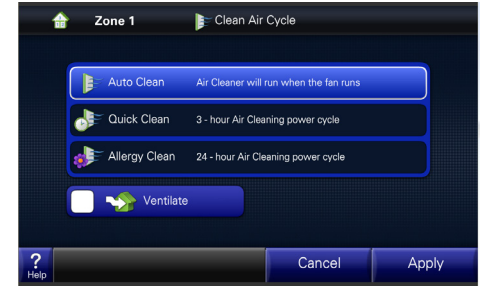 Zone 1
Clean Air Cycle
Auto Clean Air Cleaner will run when the fan runs
Quick Clean 3 - hour Air Cleaning power cycle
Allergy Clean 24 - hour Air Cleaning power cycle
Ventilate
? Help
Cancel
Apply